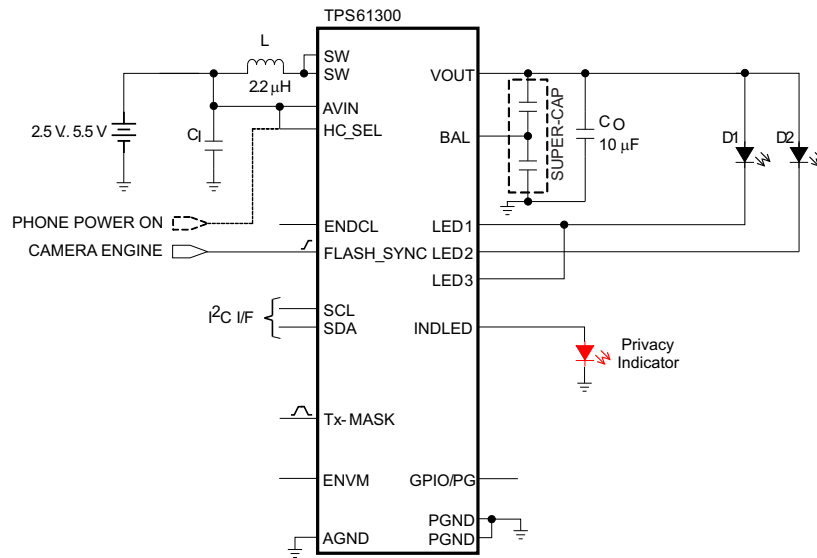 TPS61300
L
2.2 μH
SW
SW
AVIN
HC_SEL
2.5 V. 5.5 V
CI
PHONE POWER ON
CAMERA ENGINE
ENDCL
FLASH_SYNC
I2C I/F
SCL
SDA
Tx-MASK
ENVM
AGND
VOUT
BAL
SUPER-CAP
CO
10 μF
D1
D2
LED1
LED2
LED3
INDLED
Privacy
Indicator
GPIO/PG
PGND
PGND